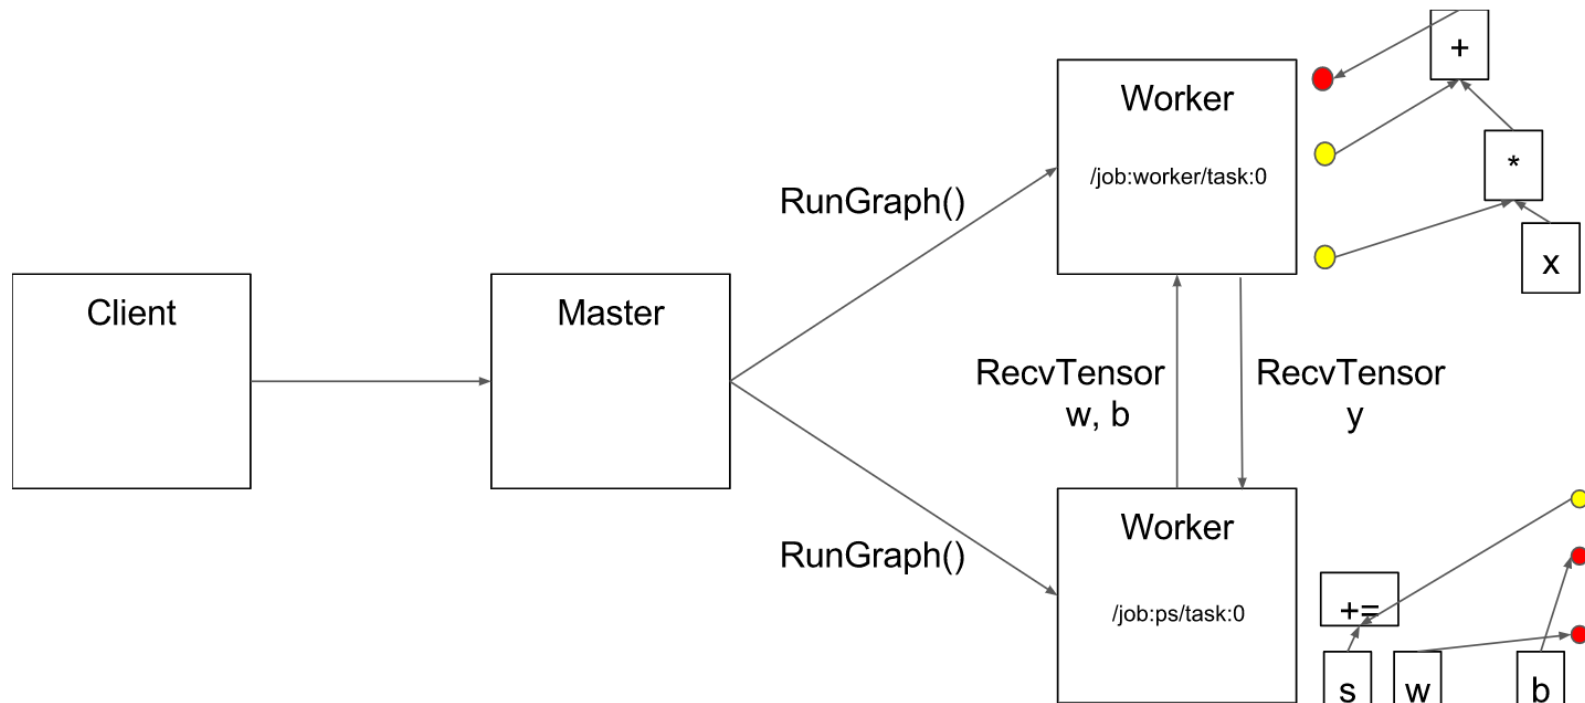 +
Worker
*
/job:worker/task:0
RunGraph()
x
Client
Master
RecvTensor
w, b
RecvTensor
y
Worker
RunGraph()
/job:ps/task:0
+=
s
w
b